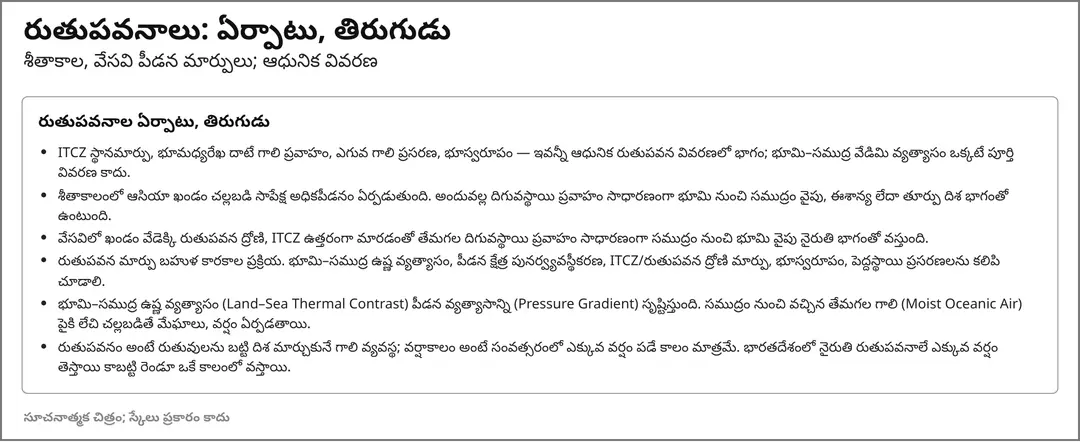 రుతుపవనాలు: ఏర్పాటు, తిరుగుడు
శీతాకాల, వేసవి పీడన మార్పులు; ఆధునిక వివరణ
రుతుపవనాల ఏర్పాటు, తిరుగుడు
• ITCZ స్థానమార్పు, భూమధ్యరేఖ దాటే గాలి ప్రవాహం, ఎగువ గాలి ప్రసరణ, భూస్వరూపం — ఇవన్నీ ఆధునిక రుతుపవన వివరణలో భాగం; భూమి–సముద్ర వేడిమి వ్యత్యాసం ఒక్కటే పూర్తి
వివరణ కాదు.
• శీతాకాలంలో ఆసియా ఖండం చల్లబడి సాపేక్ష అధికపీడనం ఏర్పడుతుంది. అందువల్ల దిగువస్థాయి ప్రవాహం సాధారణంగా భూమి నుంచి సముద్రం వైపు, ఈశాన్య లేదా తూర్పు దిశ భాగంతో
ఉంటుంది.
• వేసవిలో ఖండం వేడెక్కి రుతుపవన ద్రోణి, ITCZ ఉత్తరంగా మారడంతో తేమగల దిగువస్థాయి ప్రవాహం సాధారణంగా సముద్రం నుంచి భూమి వైపు నైరుతి భాగంతో వస్తుంది.
• రుతుపవన మార్పు బహుళ కారకాల ప్రక్రియ. భూమి–సముద్ర ఉష్ణ వ్యత్యాసం, పీడన క్షేత్ర పునర్వ్యవస్థీకరణ, ITCZ/రుతుపవన ద్రోణి మార్పు, భూస్వరూపం, పెద్దస్థాయి ప్రసరణలను కలిపి
చూడాలి.
• భూమి–సముద్ర ఉష్ణ వ్యత్యాసం (Land–Sea Thermal Contrast) పీడన వ్యత్యాసాన్ని (Pressure Gradient) సృష్టిస్తుంది. సముద్రం నుంచి వచ్చిన తేమగల గాలి (Moist Oceanic Air)
పైకి లేచి చల్లబడితే మేఘాలు, వర్షం ఏర్పడతాయి.
• రుతుపవనం అంటే రుతువులను బట్టి దిశ మార్చుకునే గాలి వ్యవస్థ; వర్షాకాలం అంటే సంవత్సరంలో ఎక్కువ వర్షం పడే కాలం మాత్రమే. భారతదేశంలో నైరుతి రుతుపవనాలే ఎక్కువ వర్షం
తెస్తాయి కాబట్టి రెండూ ఒకే కాలంలో వస్తాయి.
సూచనాత్మక చిత్రం; స్కేలు ప్రకారం కాదు